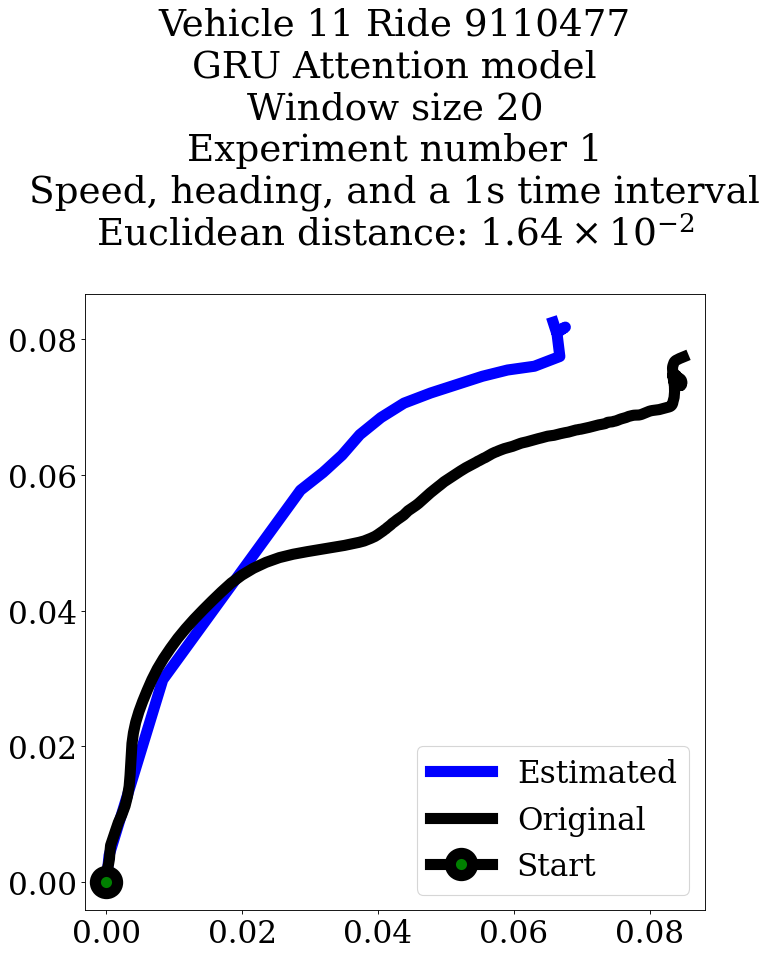 Vehicle 11 Ride 9110477
GRU Attention model
Window size 20
Experiment number 1
Speed, heading, and a 1s time interval
Euclidean distance: 1.64 × 10⁻²
0.08
0.06
0.04
0.02
0.00
Estimated
Original
Start
0.00 0.02 0.04 0.06 0.08